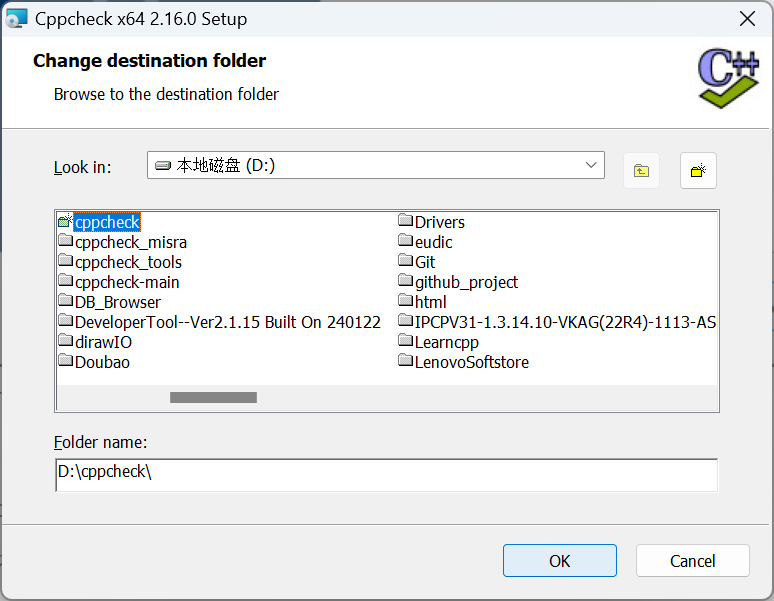 Cppcheck x64 2.16.0 Setup
Change destination folder
Browse to the destination folder
C++
Look in:
本地磁盘 (D:)
cppcheck
cppcheck_misra
cppcheck_tools
cppcheck-main
DB_Browser
DeveloperTool--Ver2.1.15 Built On 240122
dirawIO
Doubao
Drivers
eudic
Git
github_project
html
IPCPV31-1.3.14.10-VKAG(22R4)-1113-AS
Learncpp
LenovoSoftstore
Folder name:
D:\cppcheck\
OK
Cancel